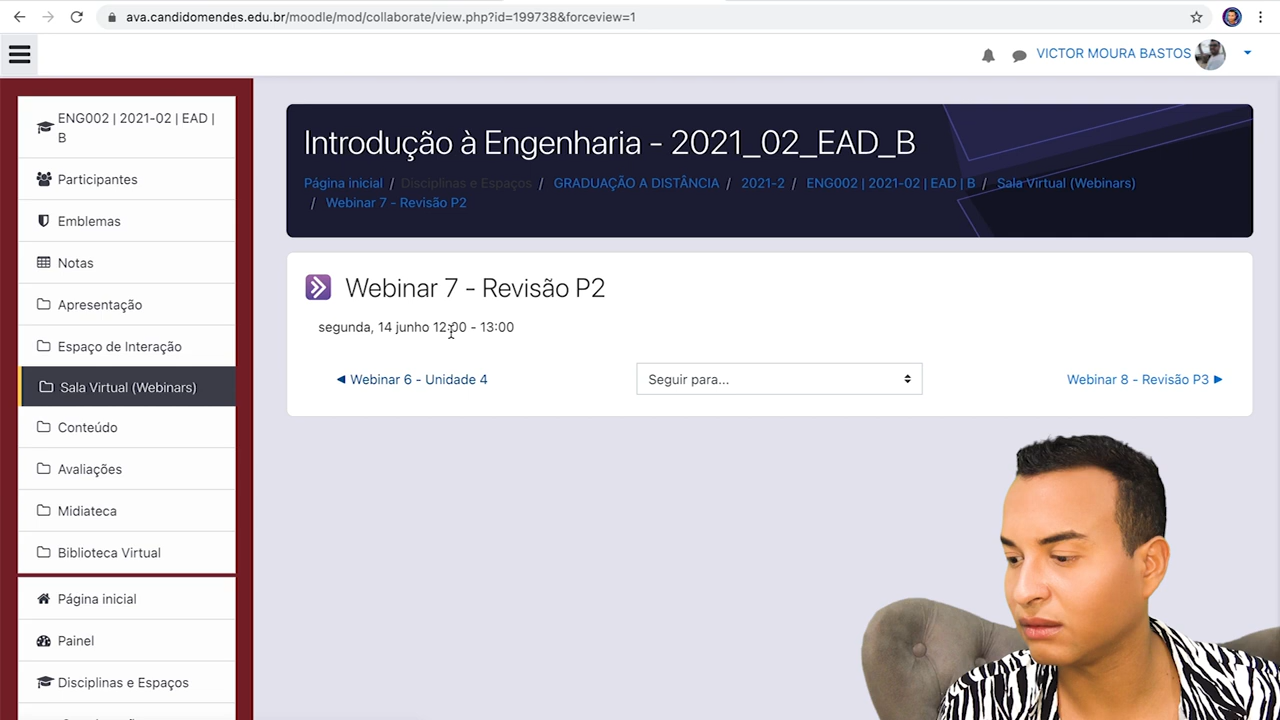 ava.candidomendes.edu.br/moodle/mod/collaborate/view.php?id=199738&forceview=1
VICTOR MOURA BASTOS
ENG002 | 2021-02 | EAD |
B
Participantes
Emblemas
Notas
Apresentação
Espaço de Interação
Sala Virtual (Webinars)
Conteúdo
Avaliações
Midiateca
Biblioteca Virtual
Página inicial
Painel
Disciplinas e Espaços
Introdução à Engenharia - 2021_02_EAD_B
Página inicial / Disciplinas e Espaços / GRADUAÇÃO A DISTÂNCIA / 2021-2 / ENG002 | 2021-02 | EAD | B / Sala Virtual (Webinars)
/ Webinar 7 - Revisão P2
Webinar 7 - Revisão P2
segunda, 14 junho 12:00 - 13:00
◀ Webinar 6 - Unidade 4
Seguir para...
Webinar 8 - Revisão P3 ▶